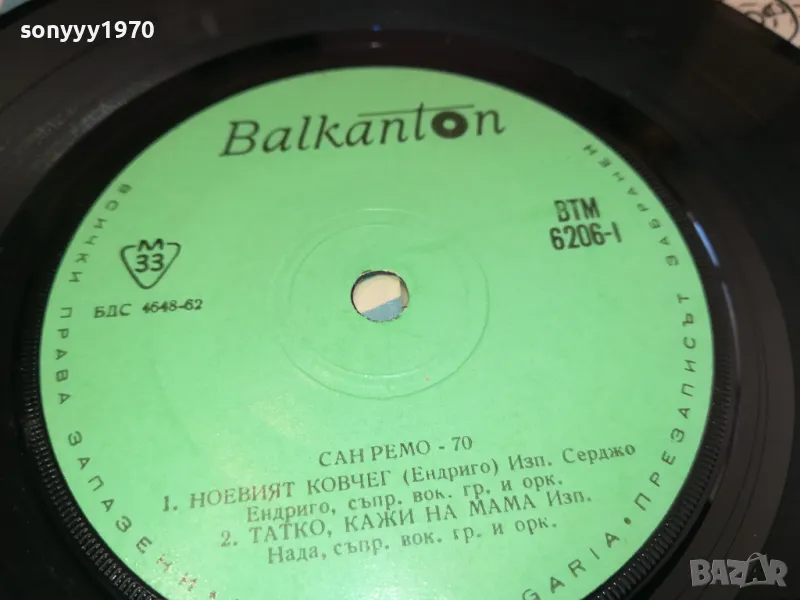 sonyyy1970
Balkanton
ВТМ
6206-I
M
33
БДС 4648-62
САН РЕМО - 70
1. НОЕВИЯТ КОВЧЕГ (Ендриго) Изп. Серджо
Ендриго, съпр. вок. гр. и орк.
2. ТАТКО, КАЖИ НА МАМА Изп.
Нада, съпр. вок. гр. и орк.
ВСИЧКИ ПРАВА ЗАПАЗЕНИ •
GARIA • ПРЕЗАПИСЪТ ЗАБРАНЕН
BAZAR